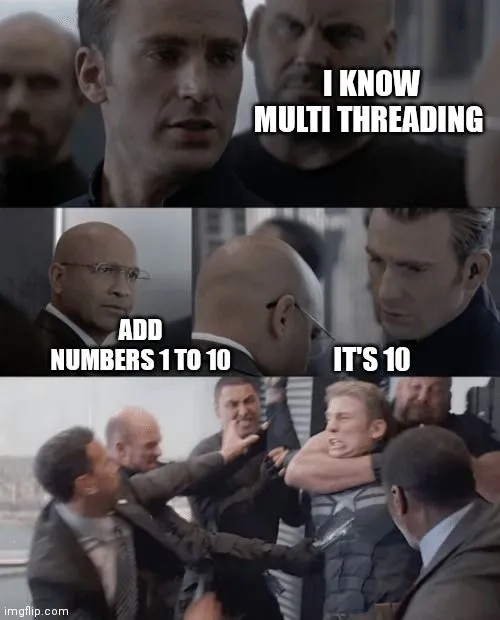 I KNOW
MULTI THREADING
ADD
NUMBERS 1 TO 10
IT'S 10
imgflip.com